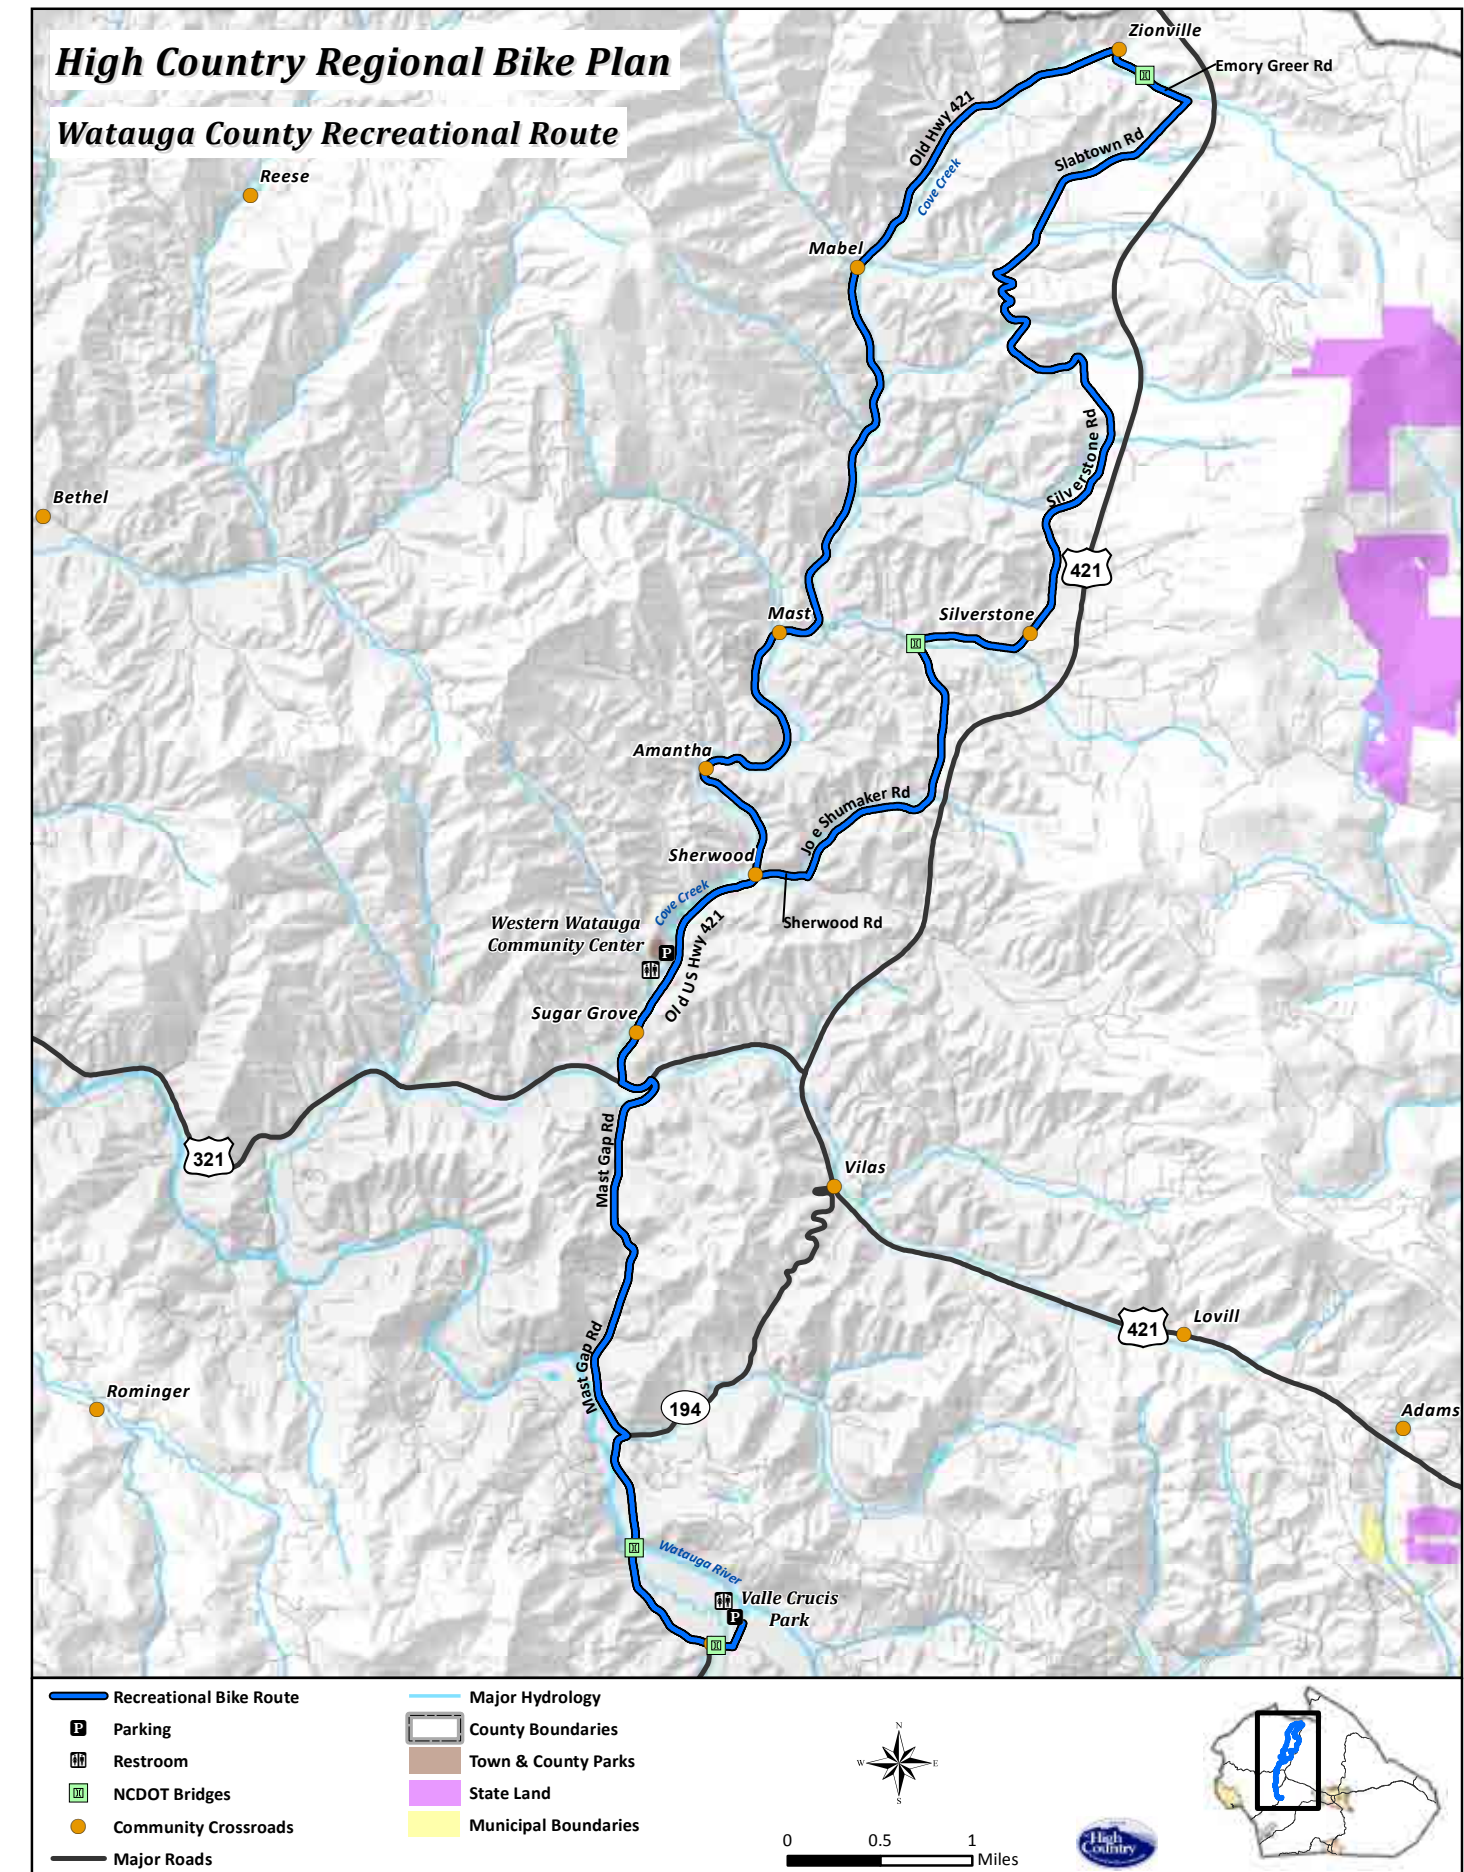 High Country Regional Bike Plan
Watauga County Recreational Route
Zionville
Emory Greer Rd
Old Hwy 421
Slabtown Rd
Cove Creek
Reese
Mabel
Silverstone Rd
Bethel
421
Mast
Silverstone
Amantha
Joe Shumaker Rd
Sherwood
Cove Creek
Sherwood Rd
Western Watauga
Community Center
P
Old US Hwy 421
Sugar Grove
Mast Gap Rd
321
Vilas
Mast Gap Rd
421
Lovill
Rominger
194
Adams
Watauga River
Valle Crucis
Park
P
Recreational Bike Route
P Parking
Restroom
NCDOT Bridges
Community Crossroads
Major Roads
Major Hydrology
County Boundaries
Town & County Parks
State Land
Municipal Boundaries
N
W E
S
0 0.5 1
Miles
High
Country